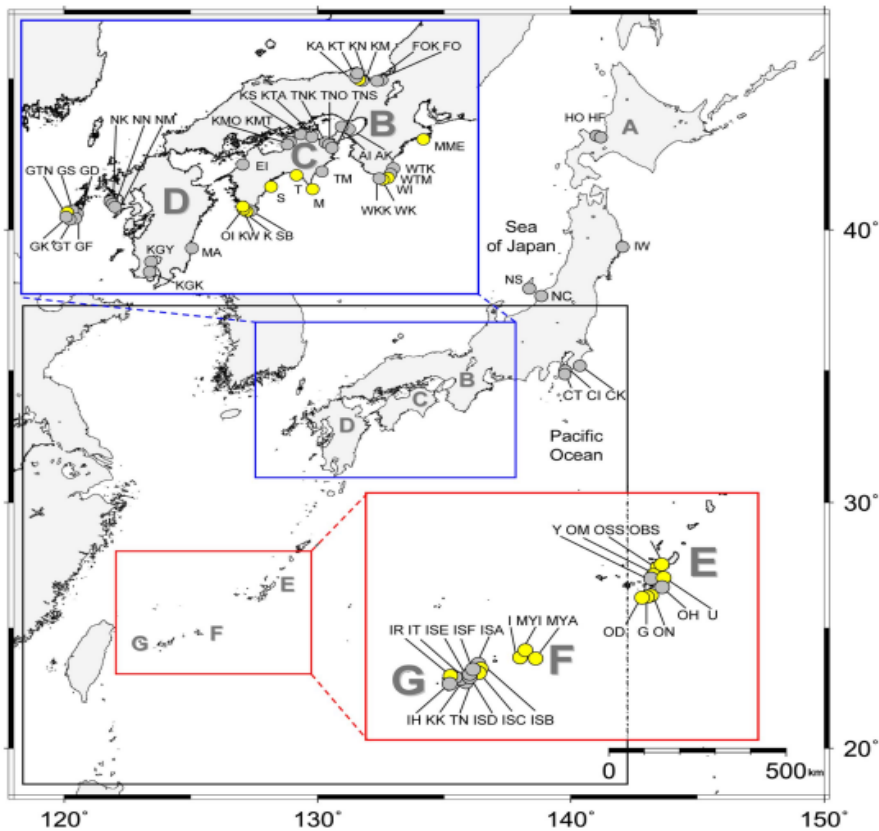 KA KT KN KM FOK FO
KS KTA TNK TNO TNS
KMO KMT
B
MME
NK NN NM
C
AI AK
WTK
WTM
WI
EI
TM
GTN GS GD
D
S
T
M
WKK WK
GK GT GF
OI KW K SB
KGY
MA
KGK
HO HF
A
Sea
of Japan
IW
NS
NC
40°
B
C
D
CT CI CK
Pacific
Ocean
30°
E
F
G
Y OM OSS OBS
E
OH U
OD G ON
I MYI MYA
F
IR IT ISE ISF ISA
G
IH KK TN ISD ISC ISB
0 500 km
20°
120° 130° 140° 150°